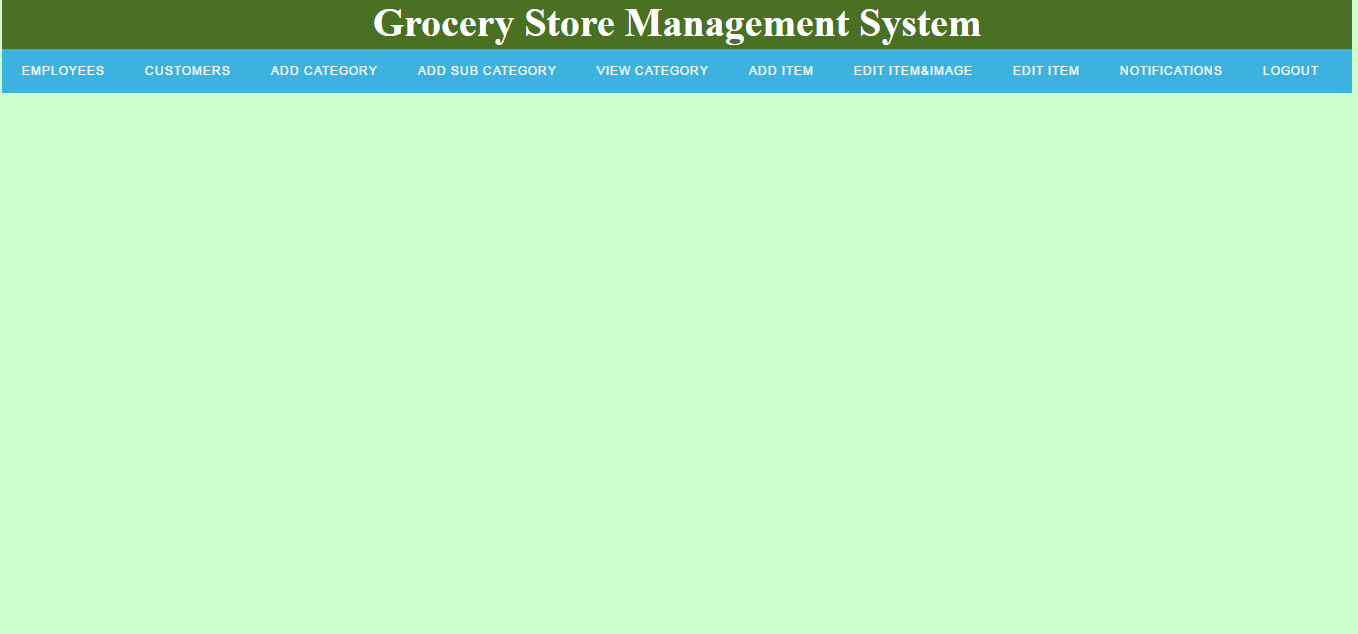 Grocery Store Management System
EMPLOYEES CUSTOMERS ADD CATEGORY ADD SUB CATEGORY VIEW CATEGORY ADD ITEM EDIT ITEM&IMAGE EDIT ITEM NOTIFICATIONS LOGOUT